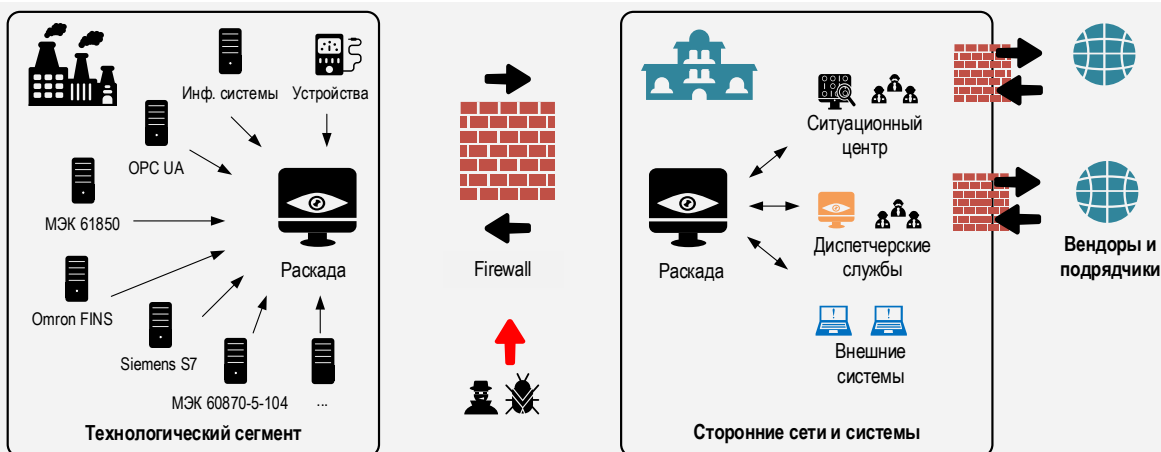 Инф. системы
Устройства
OPC UA
МЭК 61850
Раскада
Omron FINS
Siemens S7
МЭК 60870-5-104
...
Технологический сегмент
Firewall
Ситуационный
центр
Раскада
Диспетчерские
службы
Внешние
системы
Сторонние сети и системы
Вендоры и
подрядчики